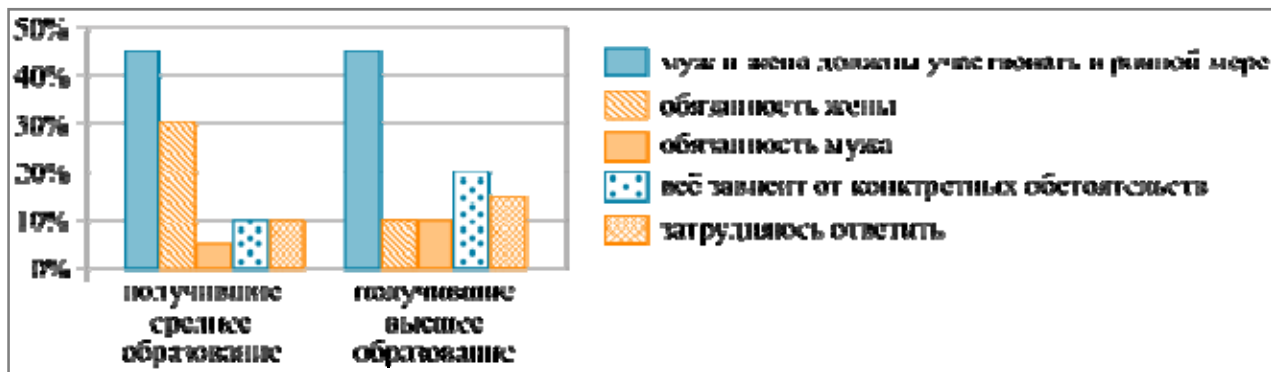 50%
40%
30%
20%
10%
0%
получившие
среднее
образование
получившие
высшее
образование
муж и жена должны участвовать в равной мере
обязанность жены
обязанность мужа
всё зависит от конктретных обстоятельств
затрудняюсь ответить